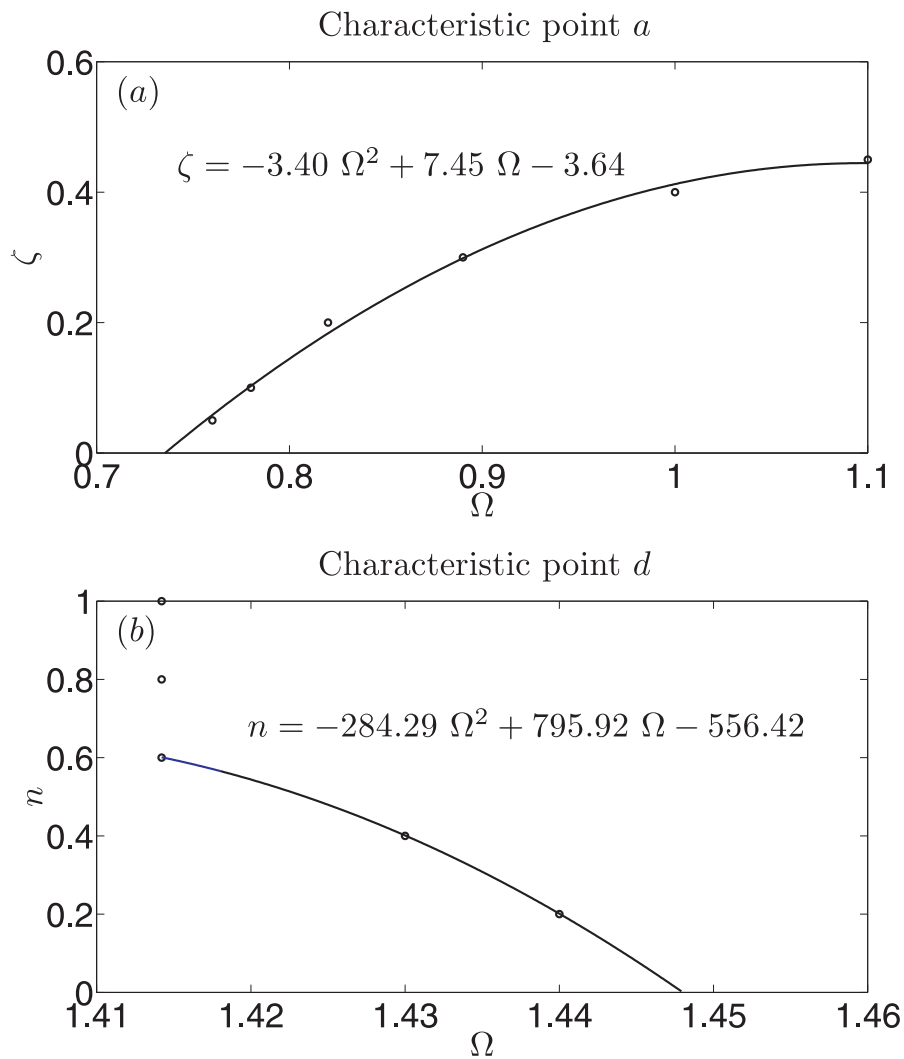 Characteristic point a
0.6
(a)
ζ = −3.40 Ω² + 7.45 Ω − 3.64
0.4
ζ
0.2
0
0.7 0.8 0.9 1 1.1
Ω
Characteristic point d
1
(b)
0.8
n = −284.29 Ω² + 795.92 Ω − 556.42
0.6
n
0.4
0.2
0
1.41 1.42 1.43 1.44 1.45 1.46
Ω